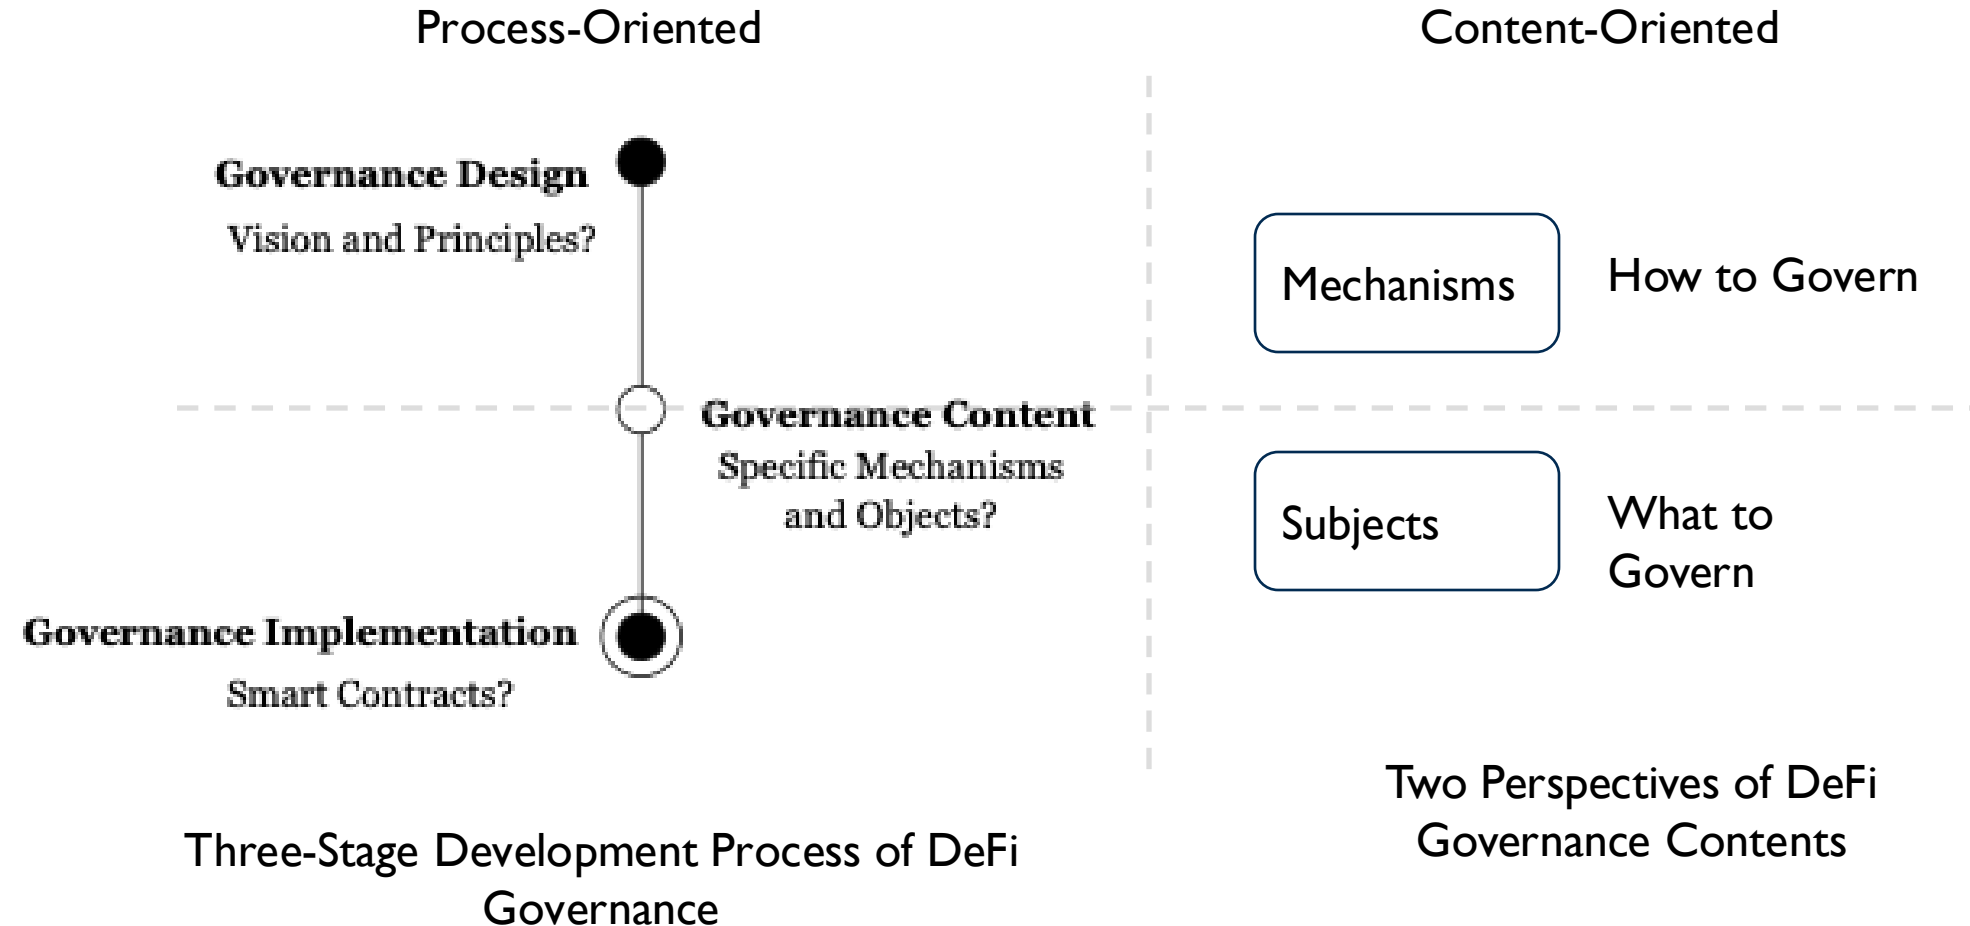 Process-Oriented
Content-Oriented
Governance Design
Vision and Principles?
Governance Content
Specific Mechanisms
and Objects?
Governance Implementation
Smart Contracts?
Three-Stage Development Process of DeFi
Governance
Mechanisms
How to Govern
Subjects
What to
Govern
Two Perspectives of DeFi
Governance Contents